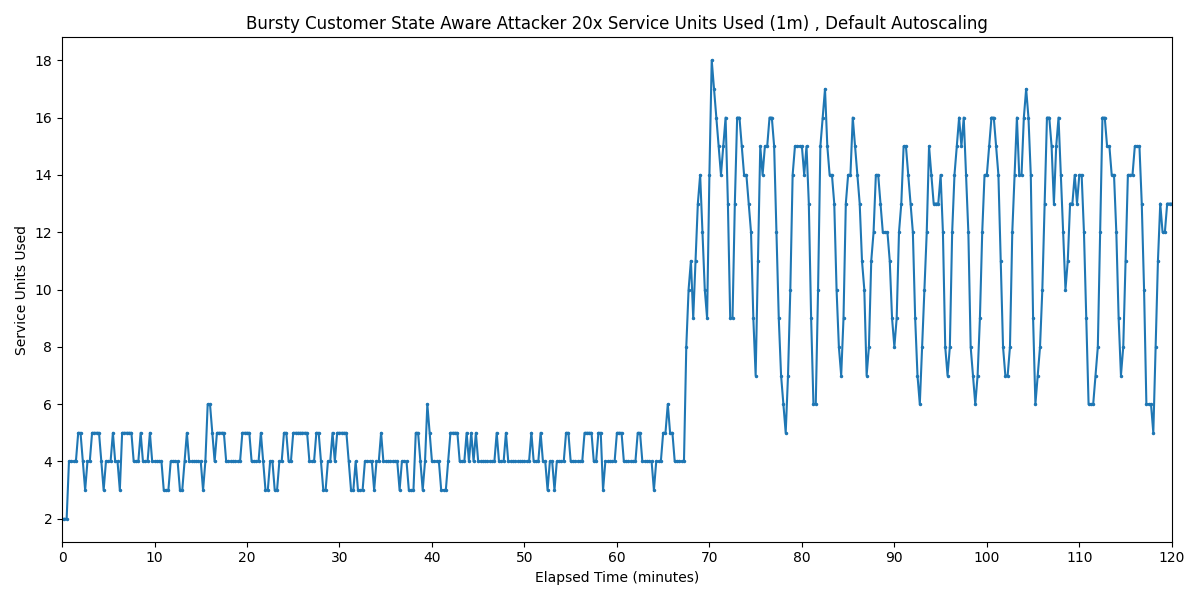 Bursty Customer State Aware Attacker 20x Service Units Used (1m) , Default Autoscaling
Service Units Used
18
16
14
12
10
8
6
4
2
0 10 20 30 40 50 60 70 80 90 100 110 120
Elapsed Time (minutes)